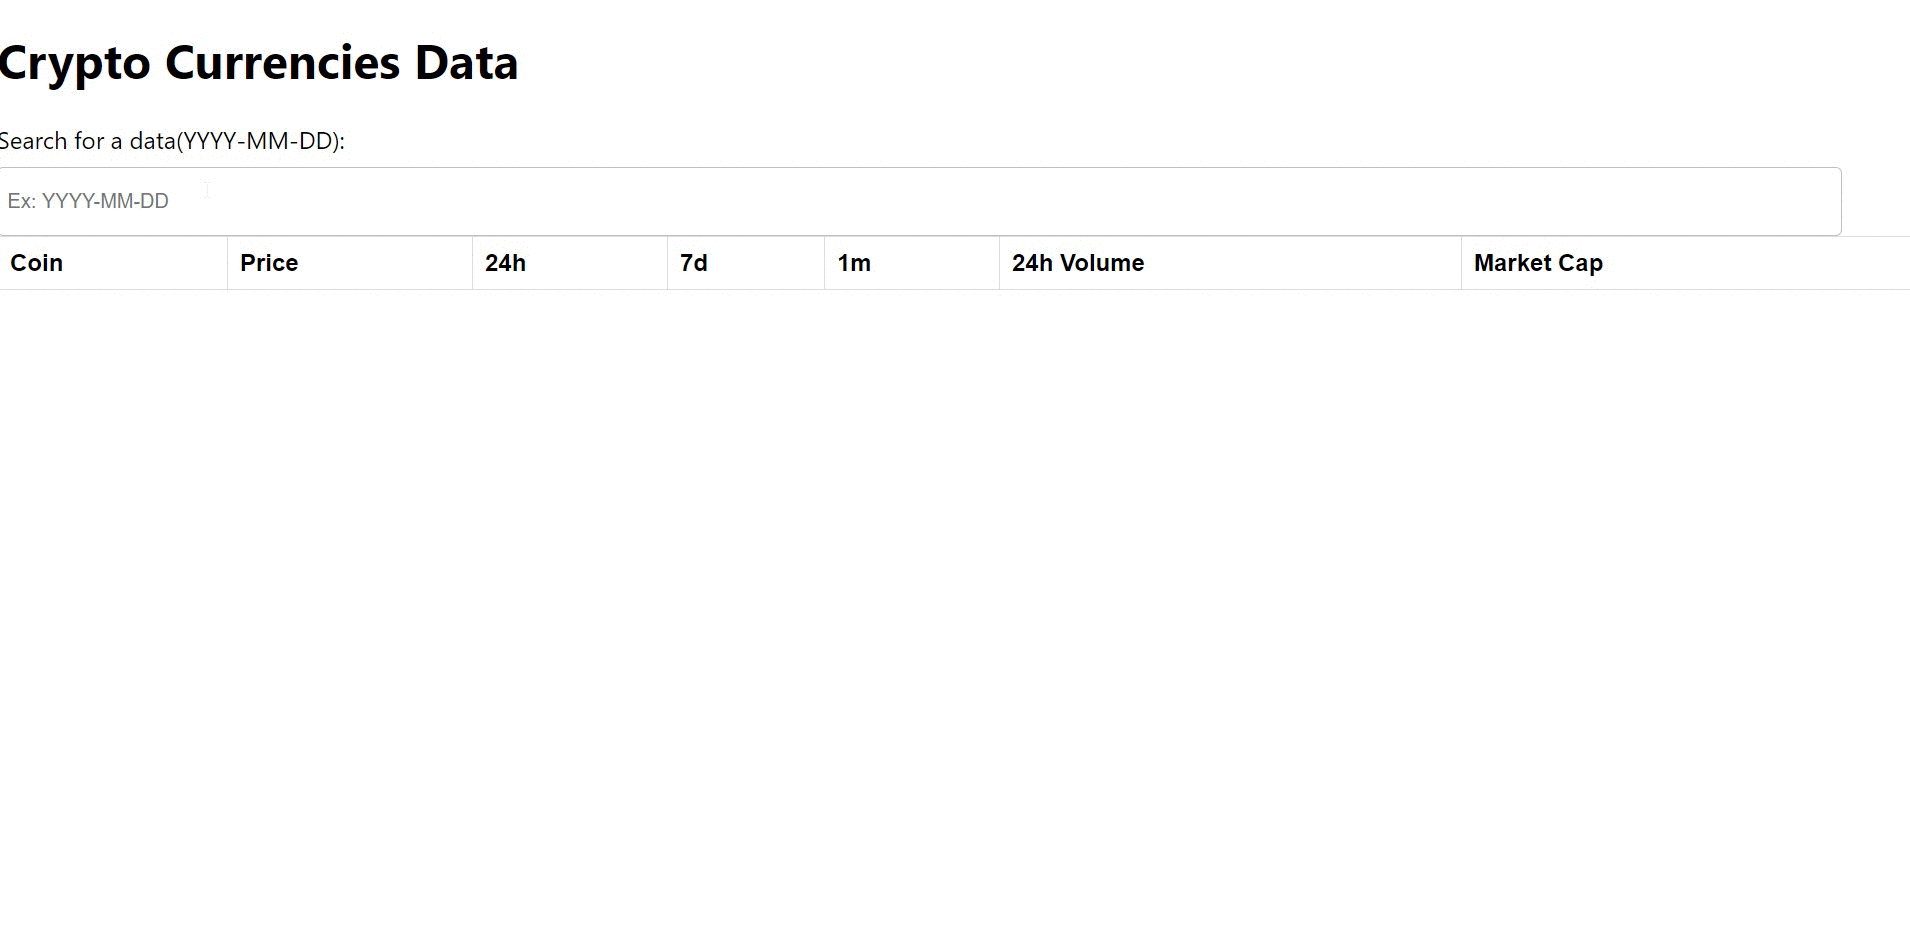 Crypto Currencies Data
Search for a data(YYYY-MM-DD):
Ex: YYYY-MM-DD
Coin Price 24h 7d 1m 24h Volume Market Cap